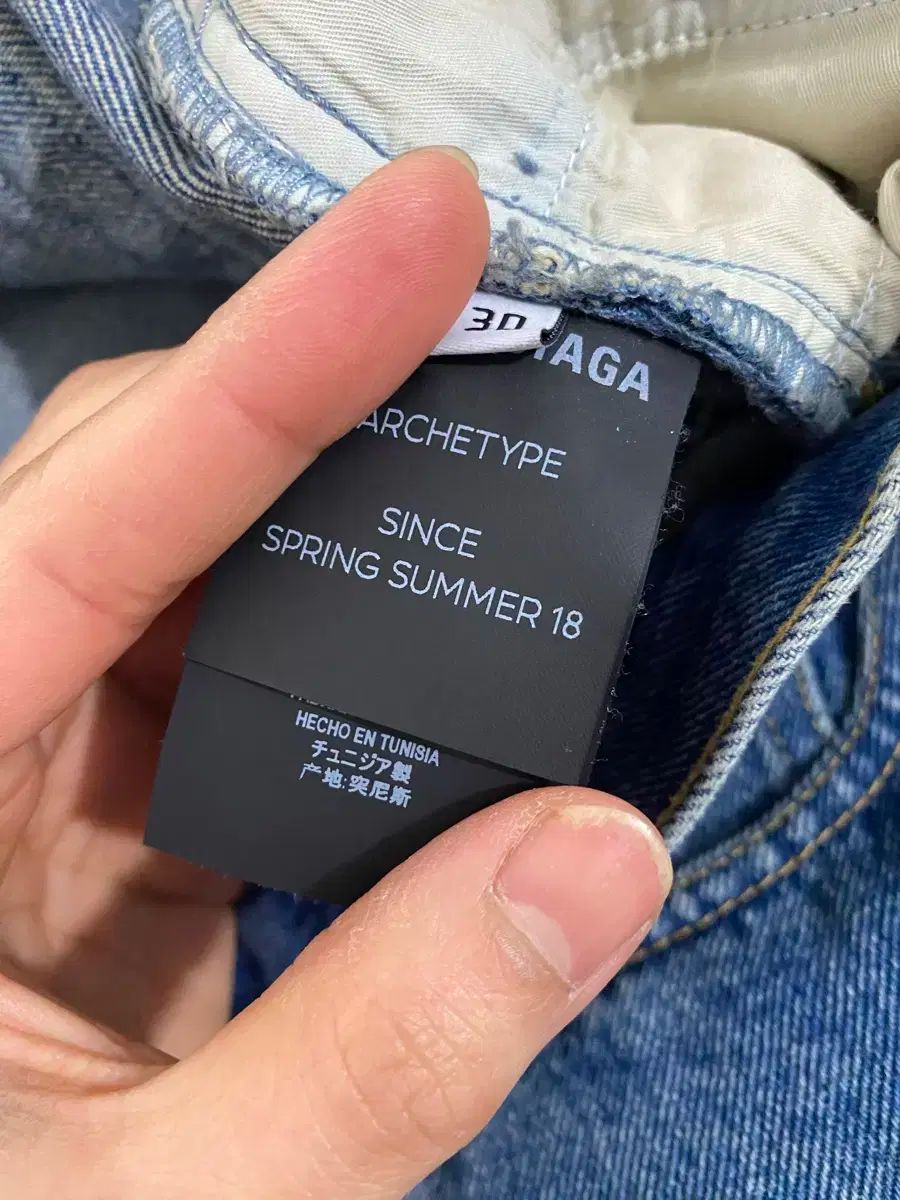 30
ARCHETYPE
SINCE
SPRING SUMMER 18
HECHO EN TUNISIA
チュニジア製
产地:突尼斯